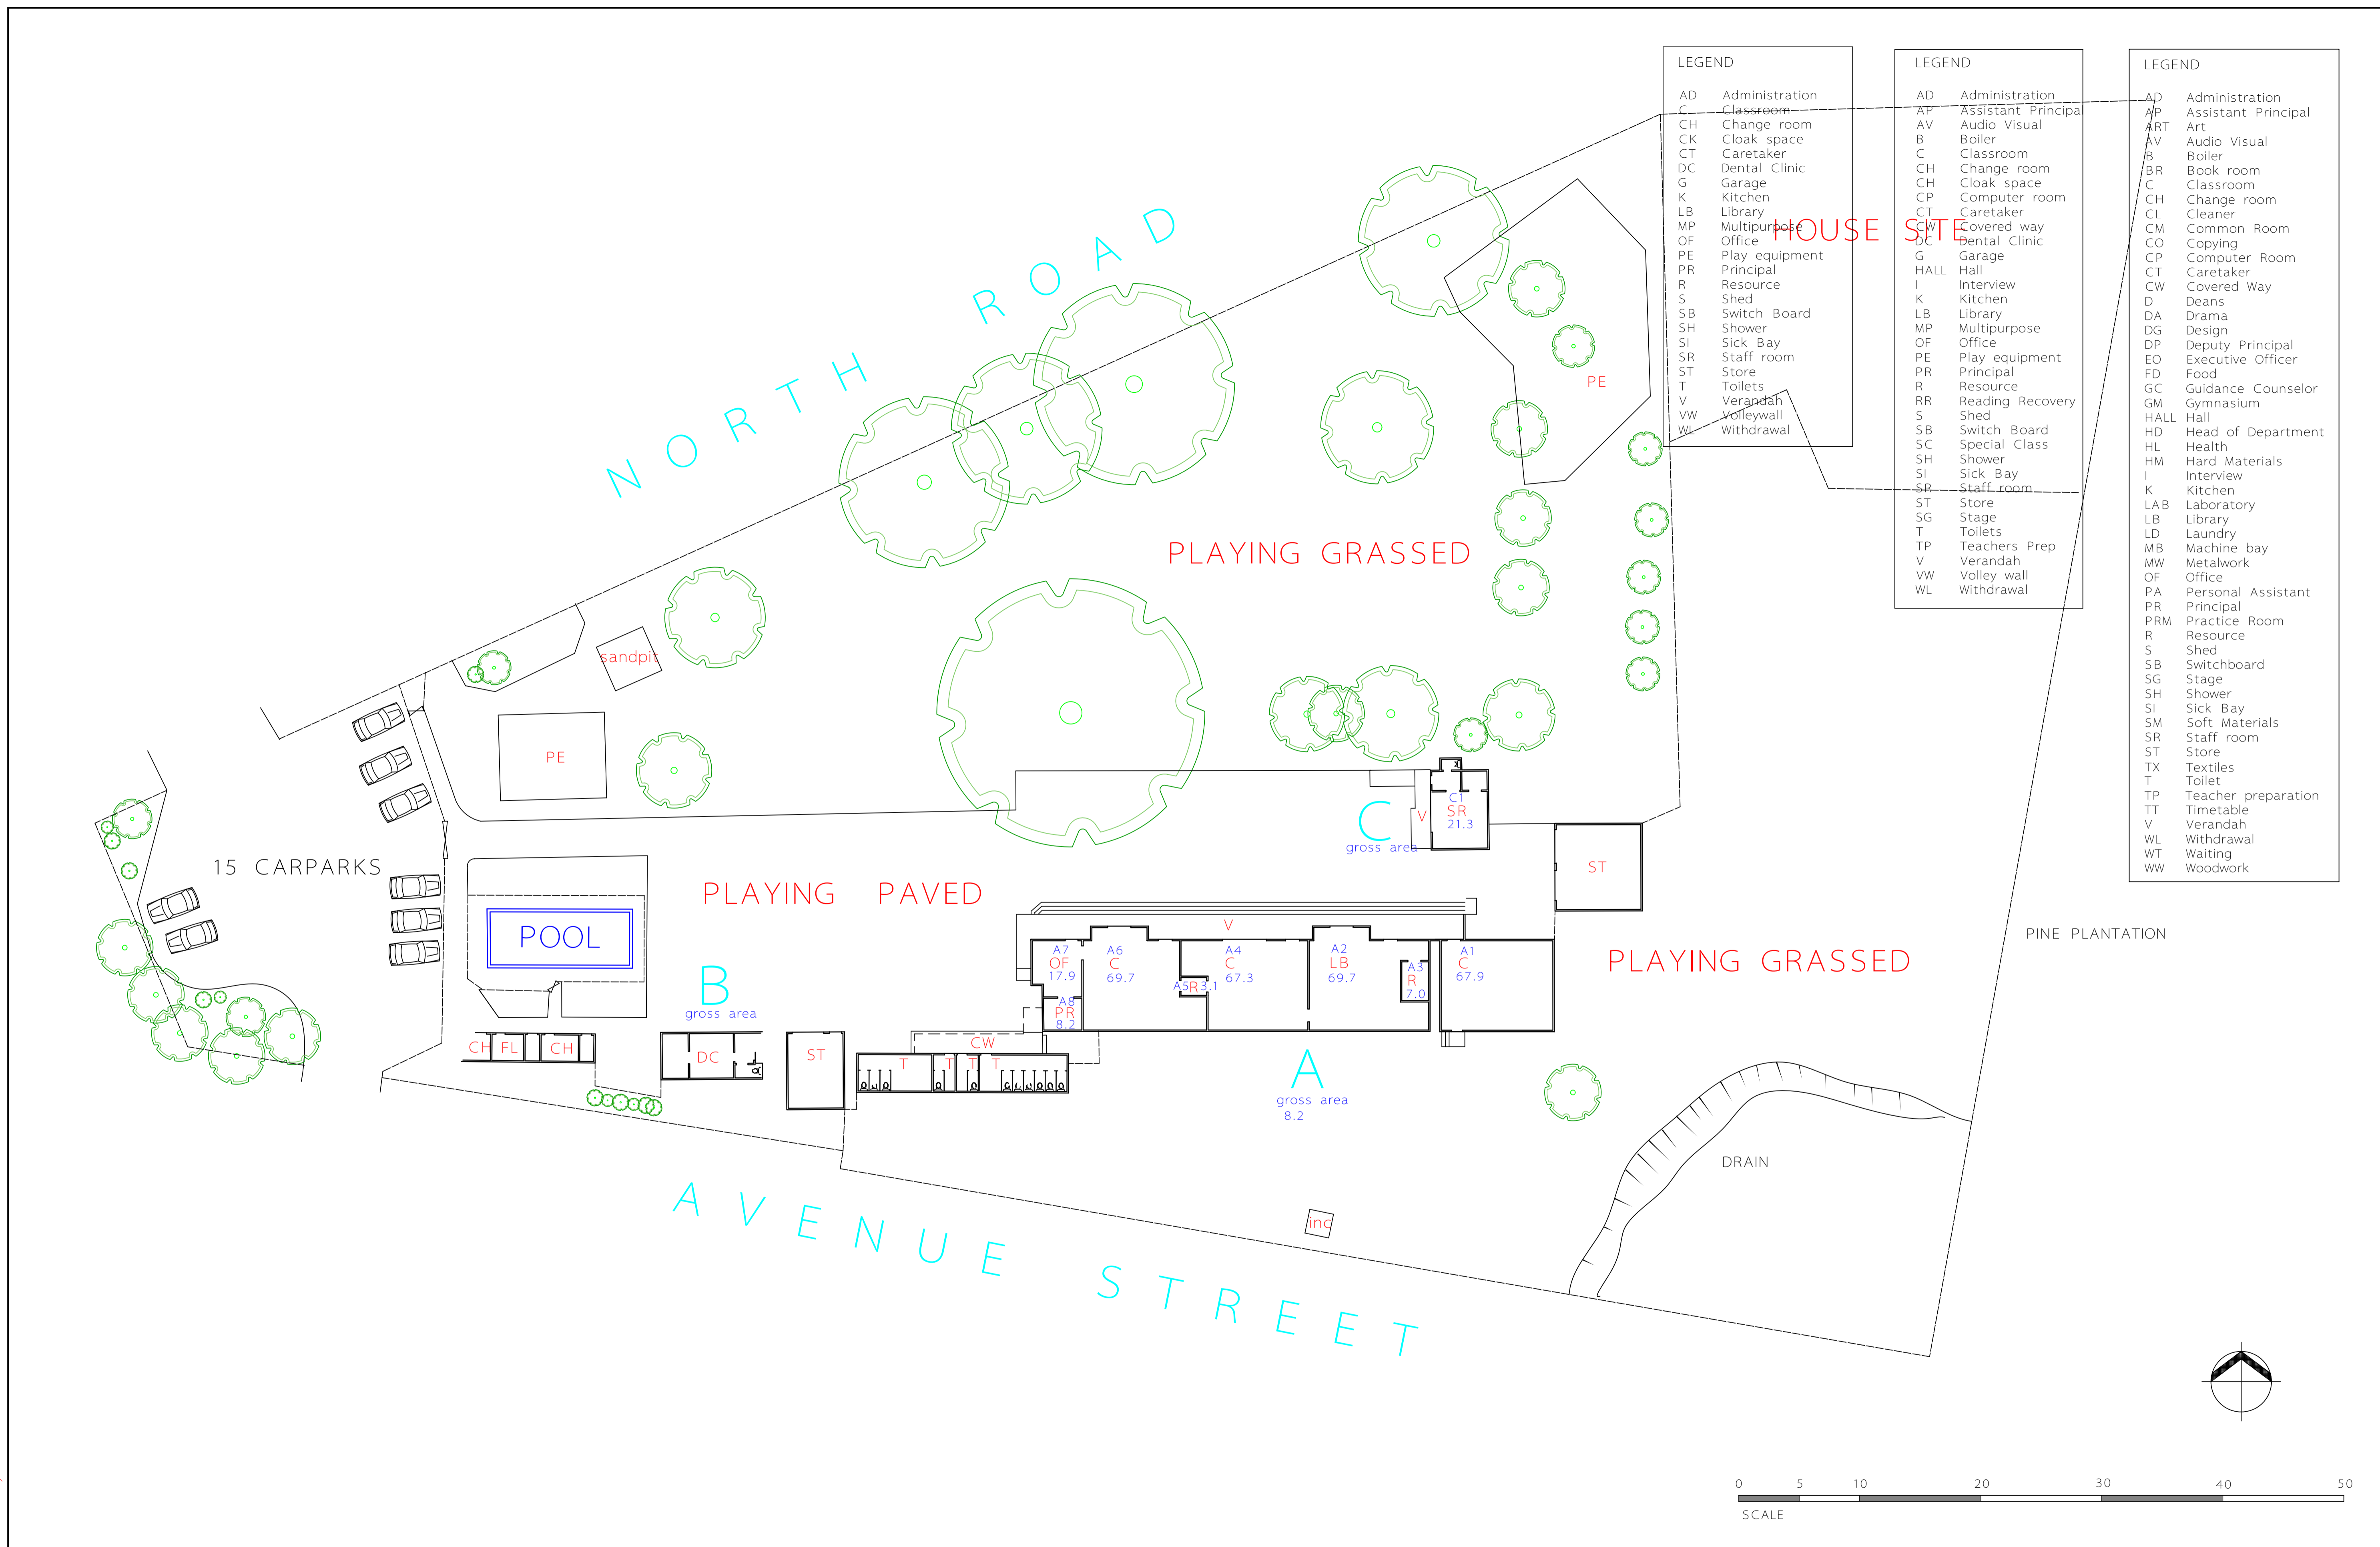 LEGEND
AD Administration
C Classroom
CH Change room
CK Cloak space
CT Caretaker
DC Dental Clinic
G Garage
K Kitchen
LB Library
MP Multipurpose
OF Office
PE Play equipment
PR Principal
R Resource
S Shed
SB Switch Board
SH Shower
SI Sick Bay
SR Staff room
ST Store
T Toilets
V Verandah
VW Volleywall
WL Withdrawal
LEGEND
AD Administration
AP Assistant Principal
AV Audio Visual
B Boiler
C Classroom
CH Change room
CH Cloak space
CP Computer room
CT Caretaker
CW Covered way
DC Dental Clinic
G Garage
HALL Hall
I Interview
K Kitchen
LB Library
MP Multipurpose
OF Office
PE Play equipment
PR Principal
R Resource
RR Reading Recovery
S Shed
SB Switch Board
SC Special Class
SH Shower
SI Sick Bay
SR Staff room
ST Store
SG Stage
T Toilets
TP Teachers Prep
V Verandah
VW Volley wall
WL Withdrawal
LEGEND
AD Administration
AP Assistant Principal
ART Art
AV Audio Visual
B Boiler
BR Book room
C Classroom
CH Change room
CL Cleaner
CM Common Room
CO Copying
CP Computer Room
CT Caretaker
CW Covered Way
D Deans
DA Drama
DG Design
DP Deputy Principal
EO Executive Officer
FD Food
GC Guidance Counselor
GM Gymnasium
HALL Hall
HD Head of Department
HL Health
HM Hard Materials
I Interview
K Kitchen
LAB Laboratory
LB Library
LD Laundry
MB Machine bay
MW Metalwork
OF Office
PA Personal Assistant
PR Principal
PRM Practice Room
R Resource
S Shed
SB Switchboard
SG Stage
SH Shower
SI Sick Bay
SM Soft Materials
SR Staff room
ST Store
TX Textiles
T Toilet
TP Teacher preparation
TT Timetable
V Verandah
WL Withdrawal
WT Waiting
WW Woodwork
HOUSE SITE
NORTH ROAD
PE
PLAYING GRASSED
sandpit
PE
15 CARPARKS
PLAYING PAVED
POOL
B
gross area
C
gross area
V
C1
SR
21.3
ST
PLAYING GRASSED
PINE PLANTATION
V
A7
OF
17.9
A8
PR
8.2
A6
C
69.7
A5 R 3.1
A4
C
67.3
A2
LB
69.7
A3
R
7.0
A1
C
67.9
CH FL CH
DC
ST
CW
T T T T
A
gross area
8.2
DRAIN
inc
AVENUE STREET
0 5 10 20 30 40 50
SCALE